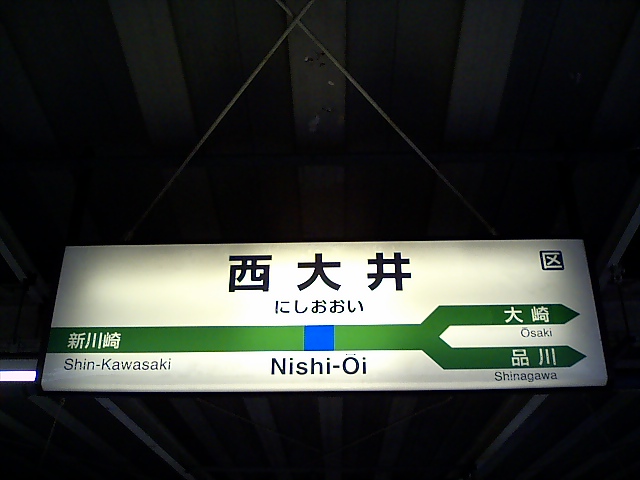 西大井
区
にしおおい
新川崎
大崎
Shin-Kawasaki
Ōsaki
品川
Nishi-Ōi
Shinagawa